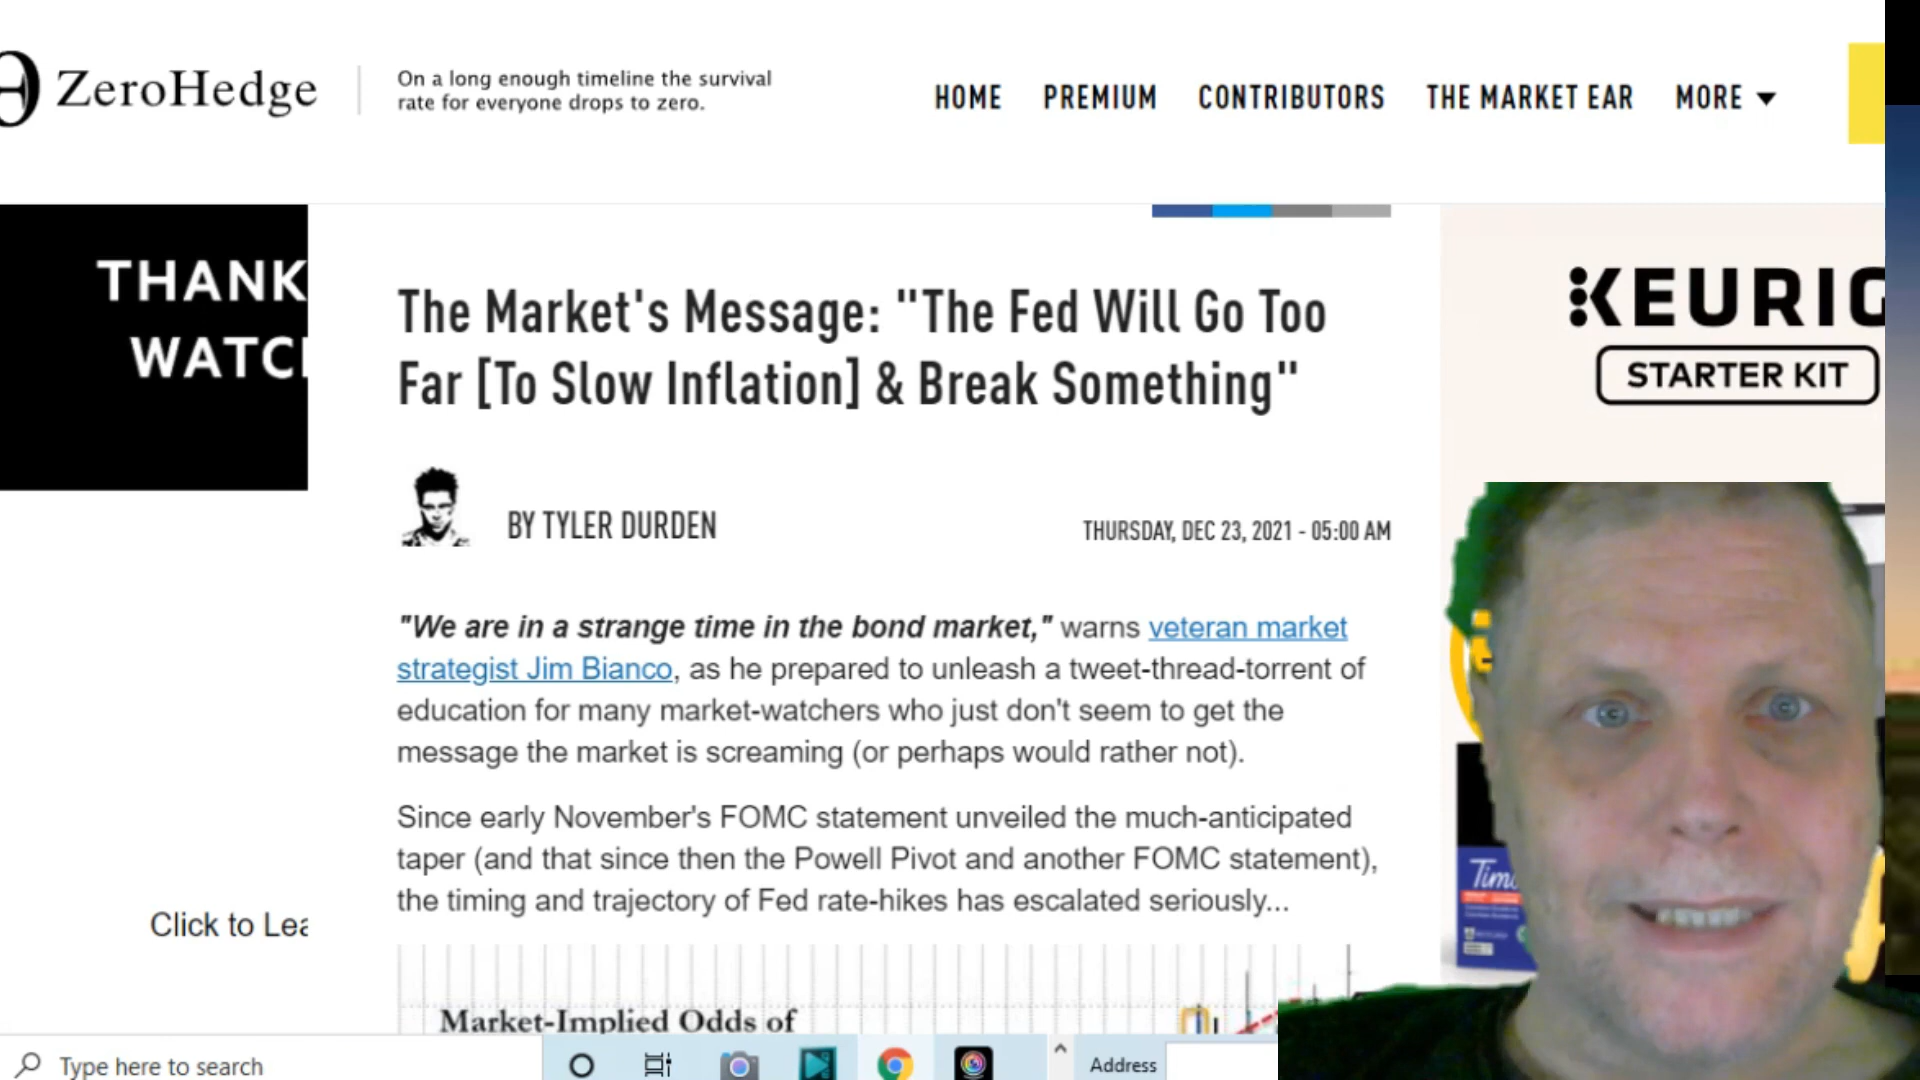 ZeroHedge
On a long enough timeline the survival
rate for everyone drops to zero.
HOME PREMIUM CONTRIBUTORS THE MARKET EAR MORE
THANK
WATC
The Market's Message: "The Fed Will Go Too
Far [To Slow Inflation] & Break Something"
BY TYLER DURDEN
THURSDAY, DEC 23, 2021 - 05:00 AM
"We are in a strange time in the bond market," warns veteran market
strategist Jim Bianco, as he prepared to unleash a tweet-thread-torrent of
education for many market-watchers who just don't seem to get the
message the market is screaming (or perhaps would rather not).
Since early November's FOMC statement unveiled the much-anticipated
taper (and that since then the Powell Pivot and another FOMC statement),
the timing and trajectory of Fed rate-hikes has escalated seriously...
Market-Implied Odds of
KEURIG
STARTER KIT
Click to Lea
Type here to search
Address